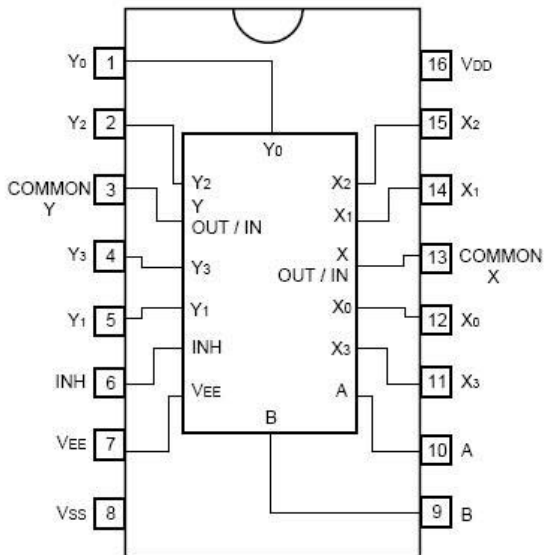 Y0 1
16 VDD
Y2 2
15 X2
Y0
COMMON
Y
3
Y2
X2
14 X1
Y
OUT / IN
X1
Y3 4
Y3
X
OUT / IN
13 COMMON
X
Y1 5
Y1
X0
12 X0
INH 6
INH
X3
11 X3
VEE
A
VEE 7
B
10 A
VSS 8
9 B